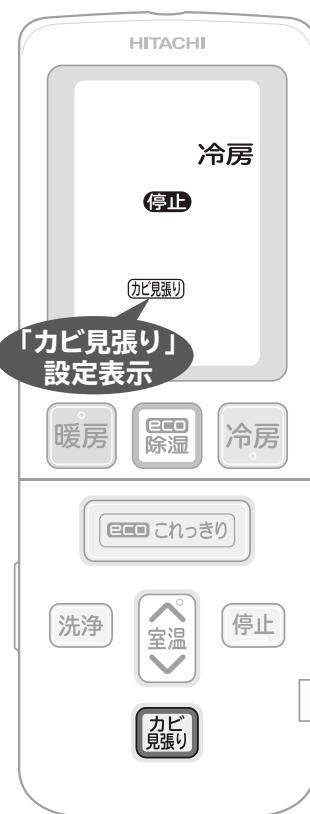 HITACHI
冷房
停止
カビ見張り
「カビ見張り」
設定表示
暖房
eco
除湿
冷房
eco これっきり
洗浄
室温
停止
カビ
見張り